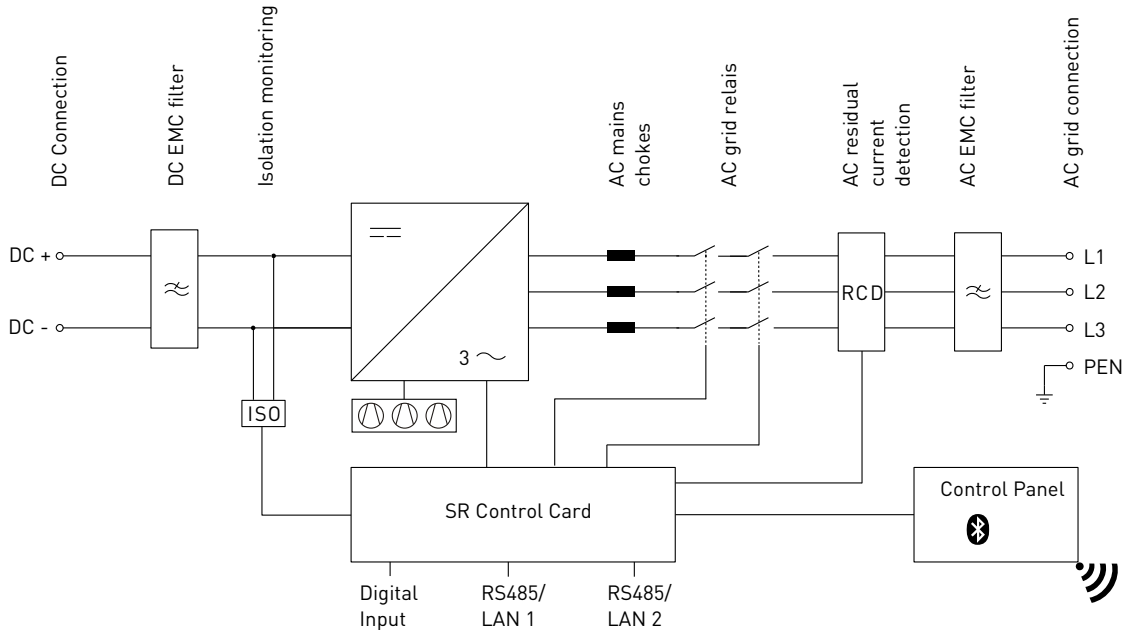 DC Connection
DC EMC filter
Isolation monitoring
AC mains
chokes
AC grid relais
AC residual
current
detection
AC EMC filter
AC grid connection
DC +
DC -
3
RCD
L1
L2
L3
PEN
ISO
SR Control Card
Control Panel
Digital
Input
RS485/
LAN 1
RS485/
LAN 2